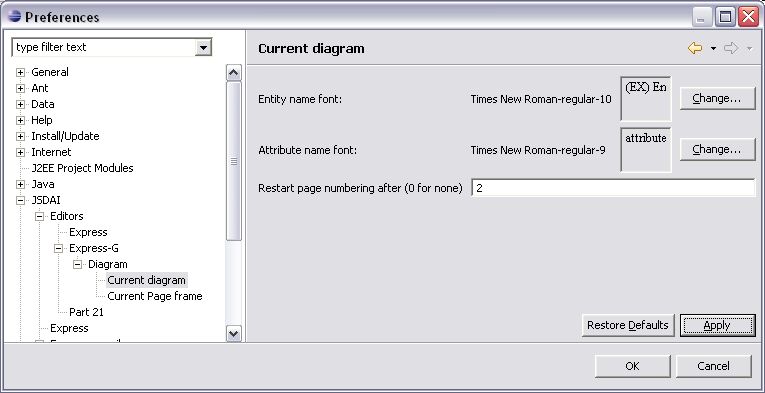 Preferences
type filter text
General
Ant
Data
Help
Install/Update
Internet
J2EE Project Modules
Java
JSDAI
Editors
Express
Express-G
Diagram
Current diagram
Current Page frame
Part 21
Express
Current diagram
Entity name font: Times New Roman-regular-10 (EX) En Change...
Attribute name font: Times New Roman-regular-9 attribute Change...
Restart page numbering after (0 for none) 2
Restore Defaults Apply
OK Cancel